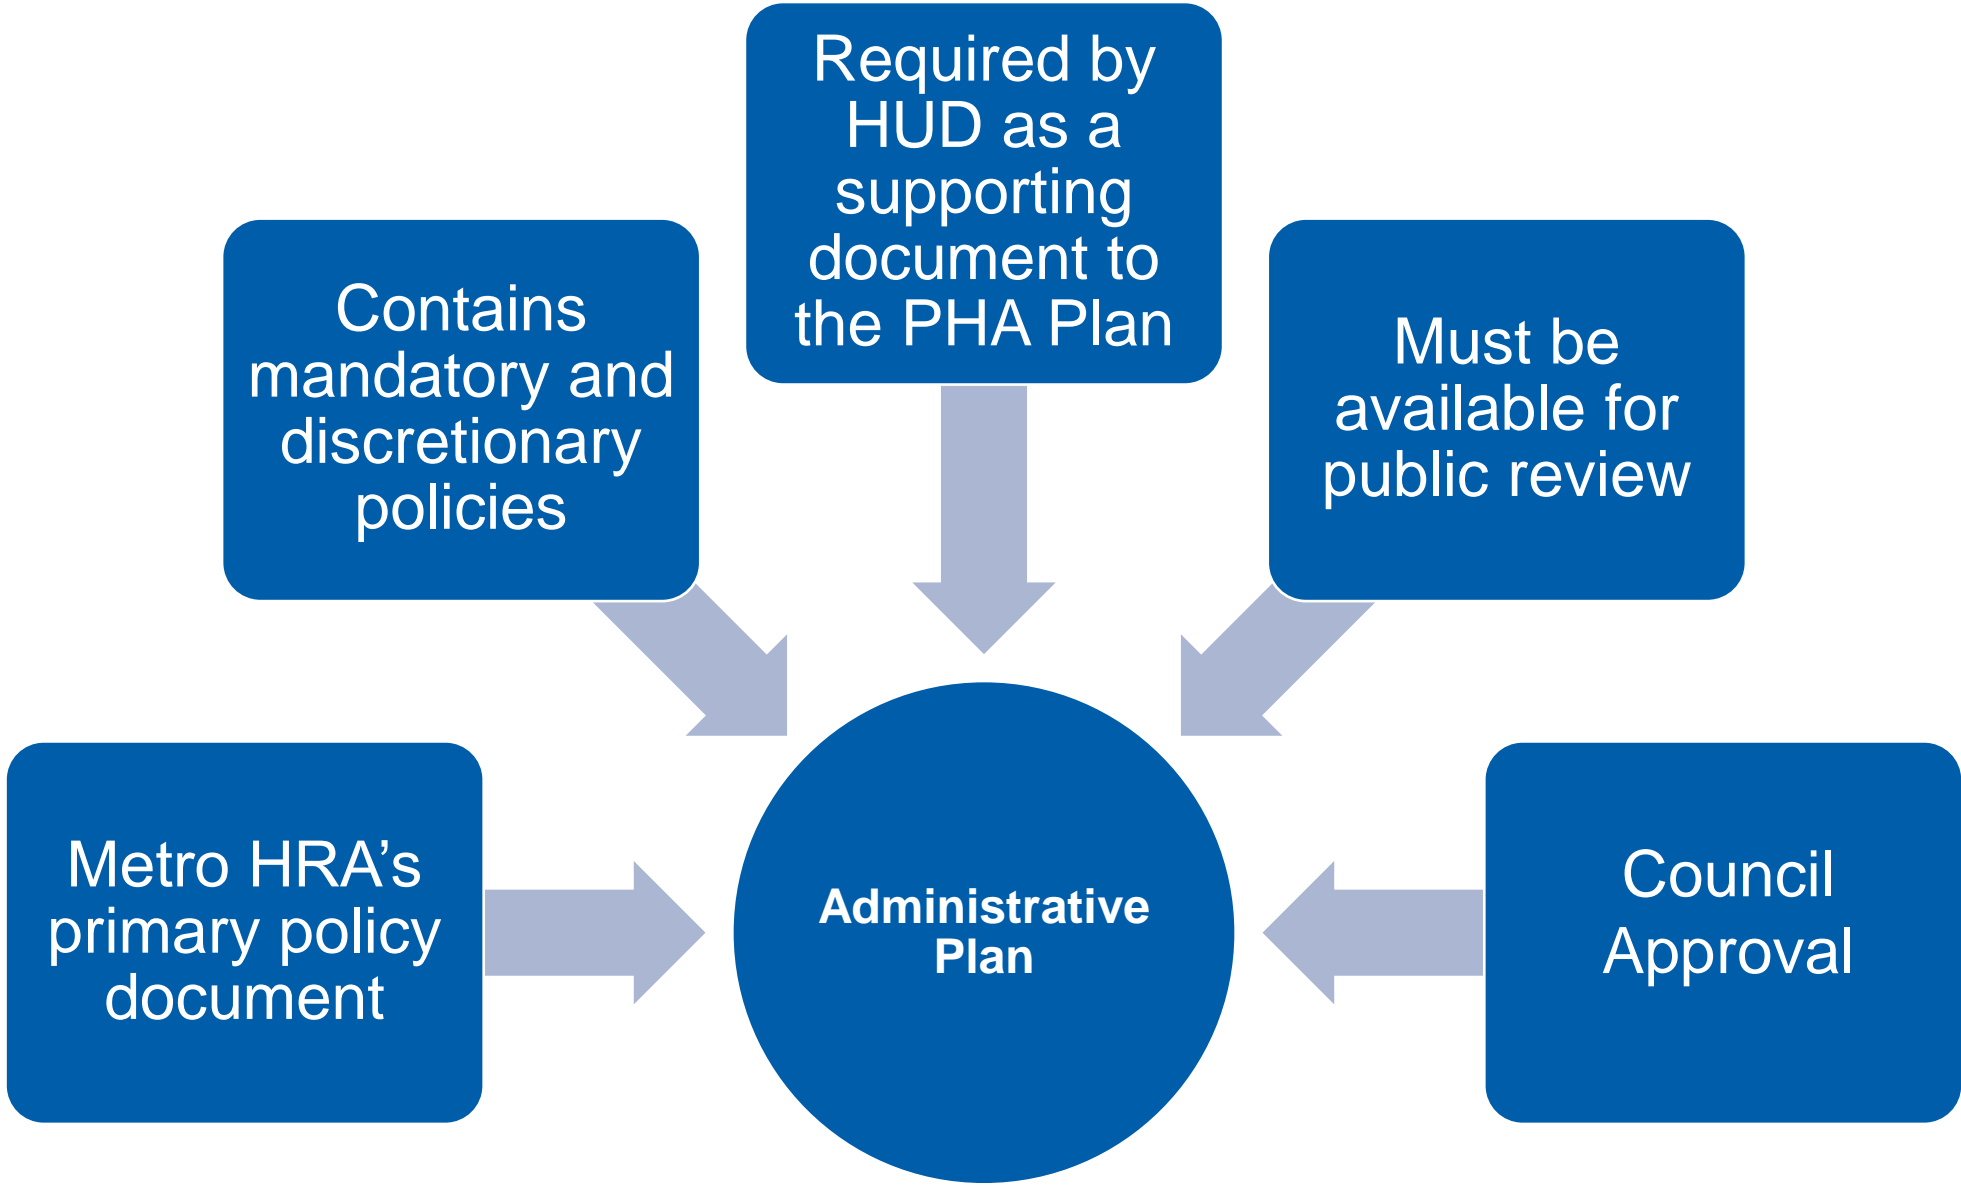 Required by
HUD as a
supporting
document to
the PHA Plan
Contains
mandatory and
discretionary
policies
Must be
available for
public review
Metro HRA’s
primary policy
document
Administrative
Plan
Council
Approval